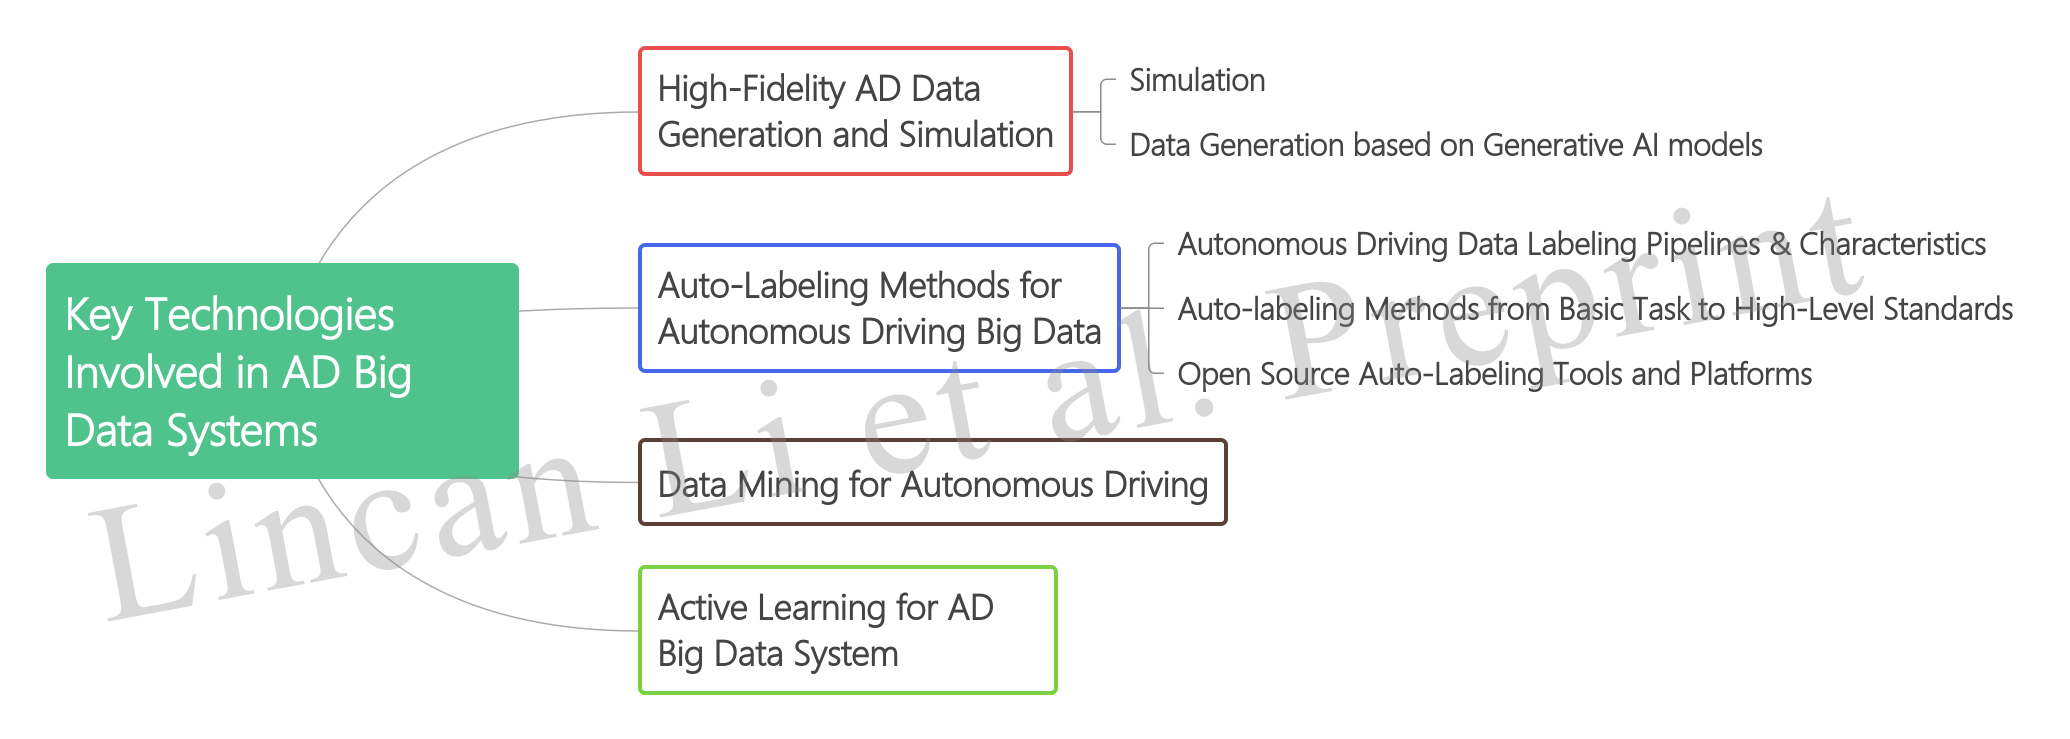 Key Technologies
Involved in AD Big
Data Systems
High-Fidelity AD Data
Generation and Simulation
Simulation
Data Generation based on Generative AI models
Auto-Labeling Methods for
Autonomous Driving Big Data
Autonomous Driving Data Labeling Pipelines & Characteristics
Auto-labeling Methods from Basic Task to High-Level Standards
Open Source Auto-Labeling Tools and Platforms
Data Mining for Autonomous Driving
Active Learning for AD
Big Data System
Lincan Li et al. Preprint